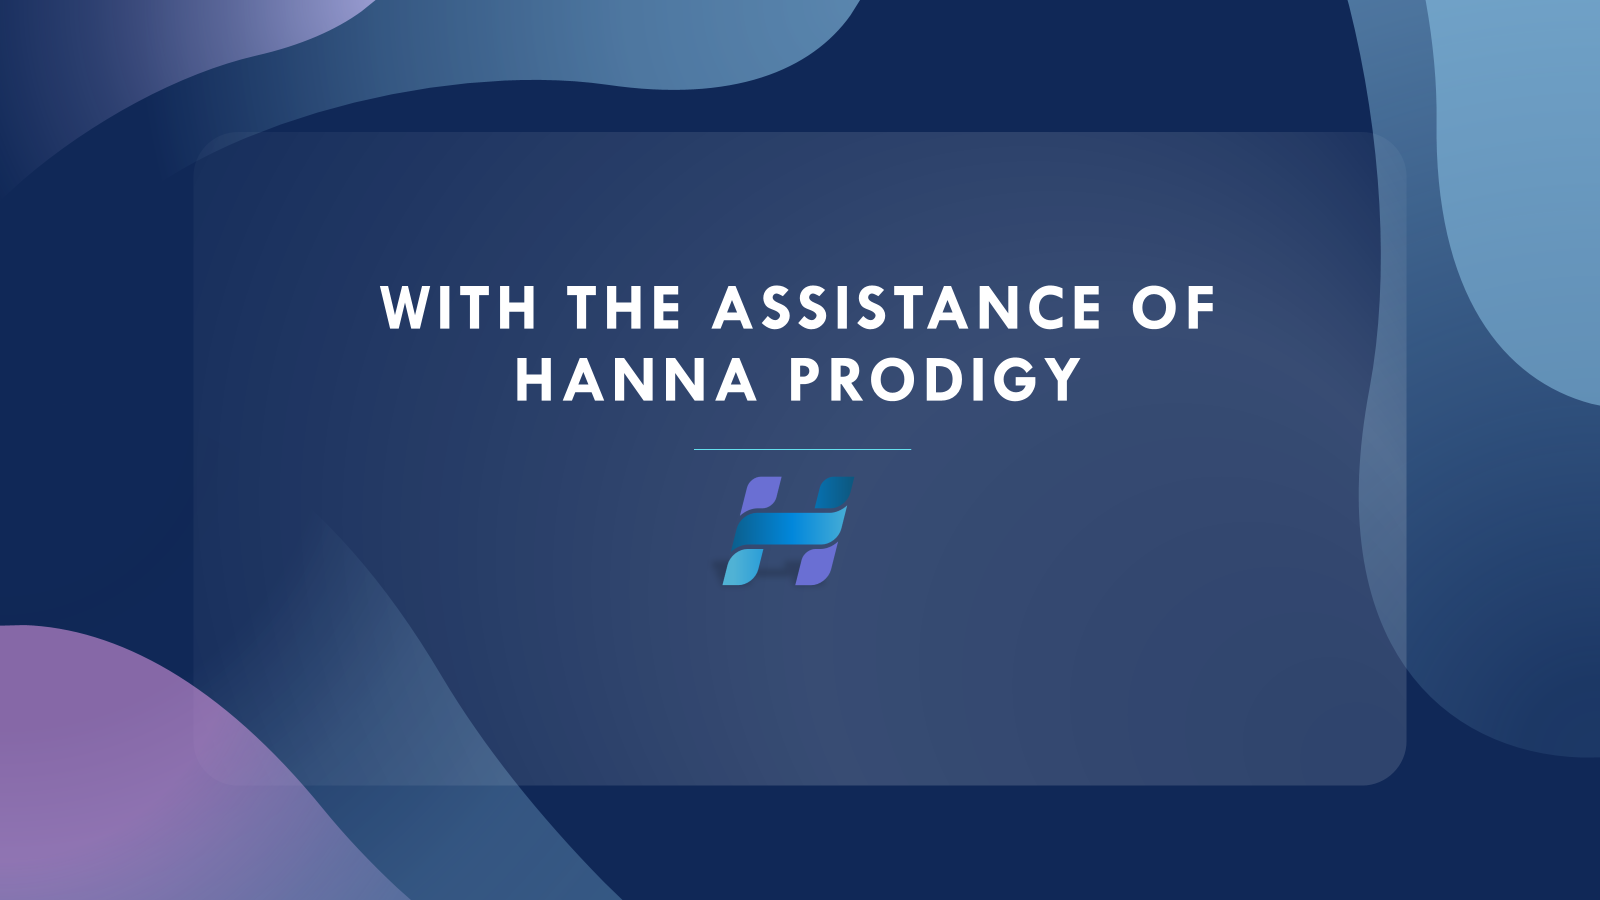 WITH THE ASSISTANCE OF
HANNA PRODIGY